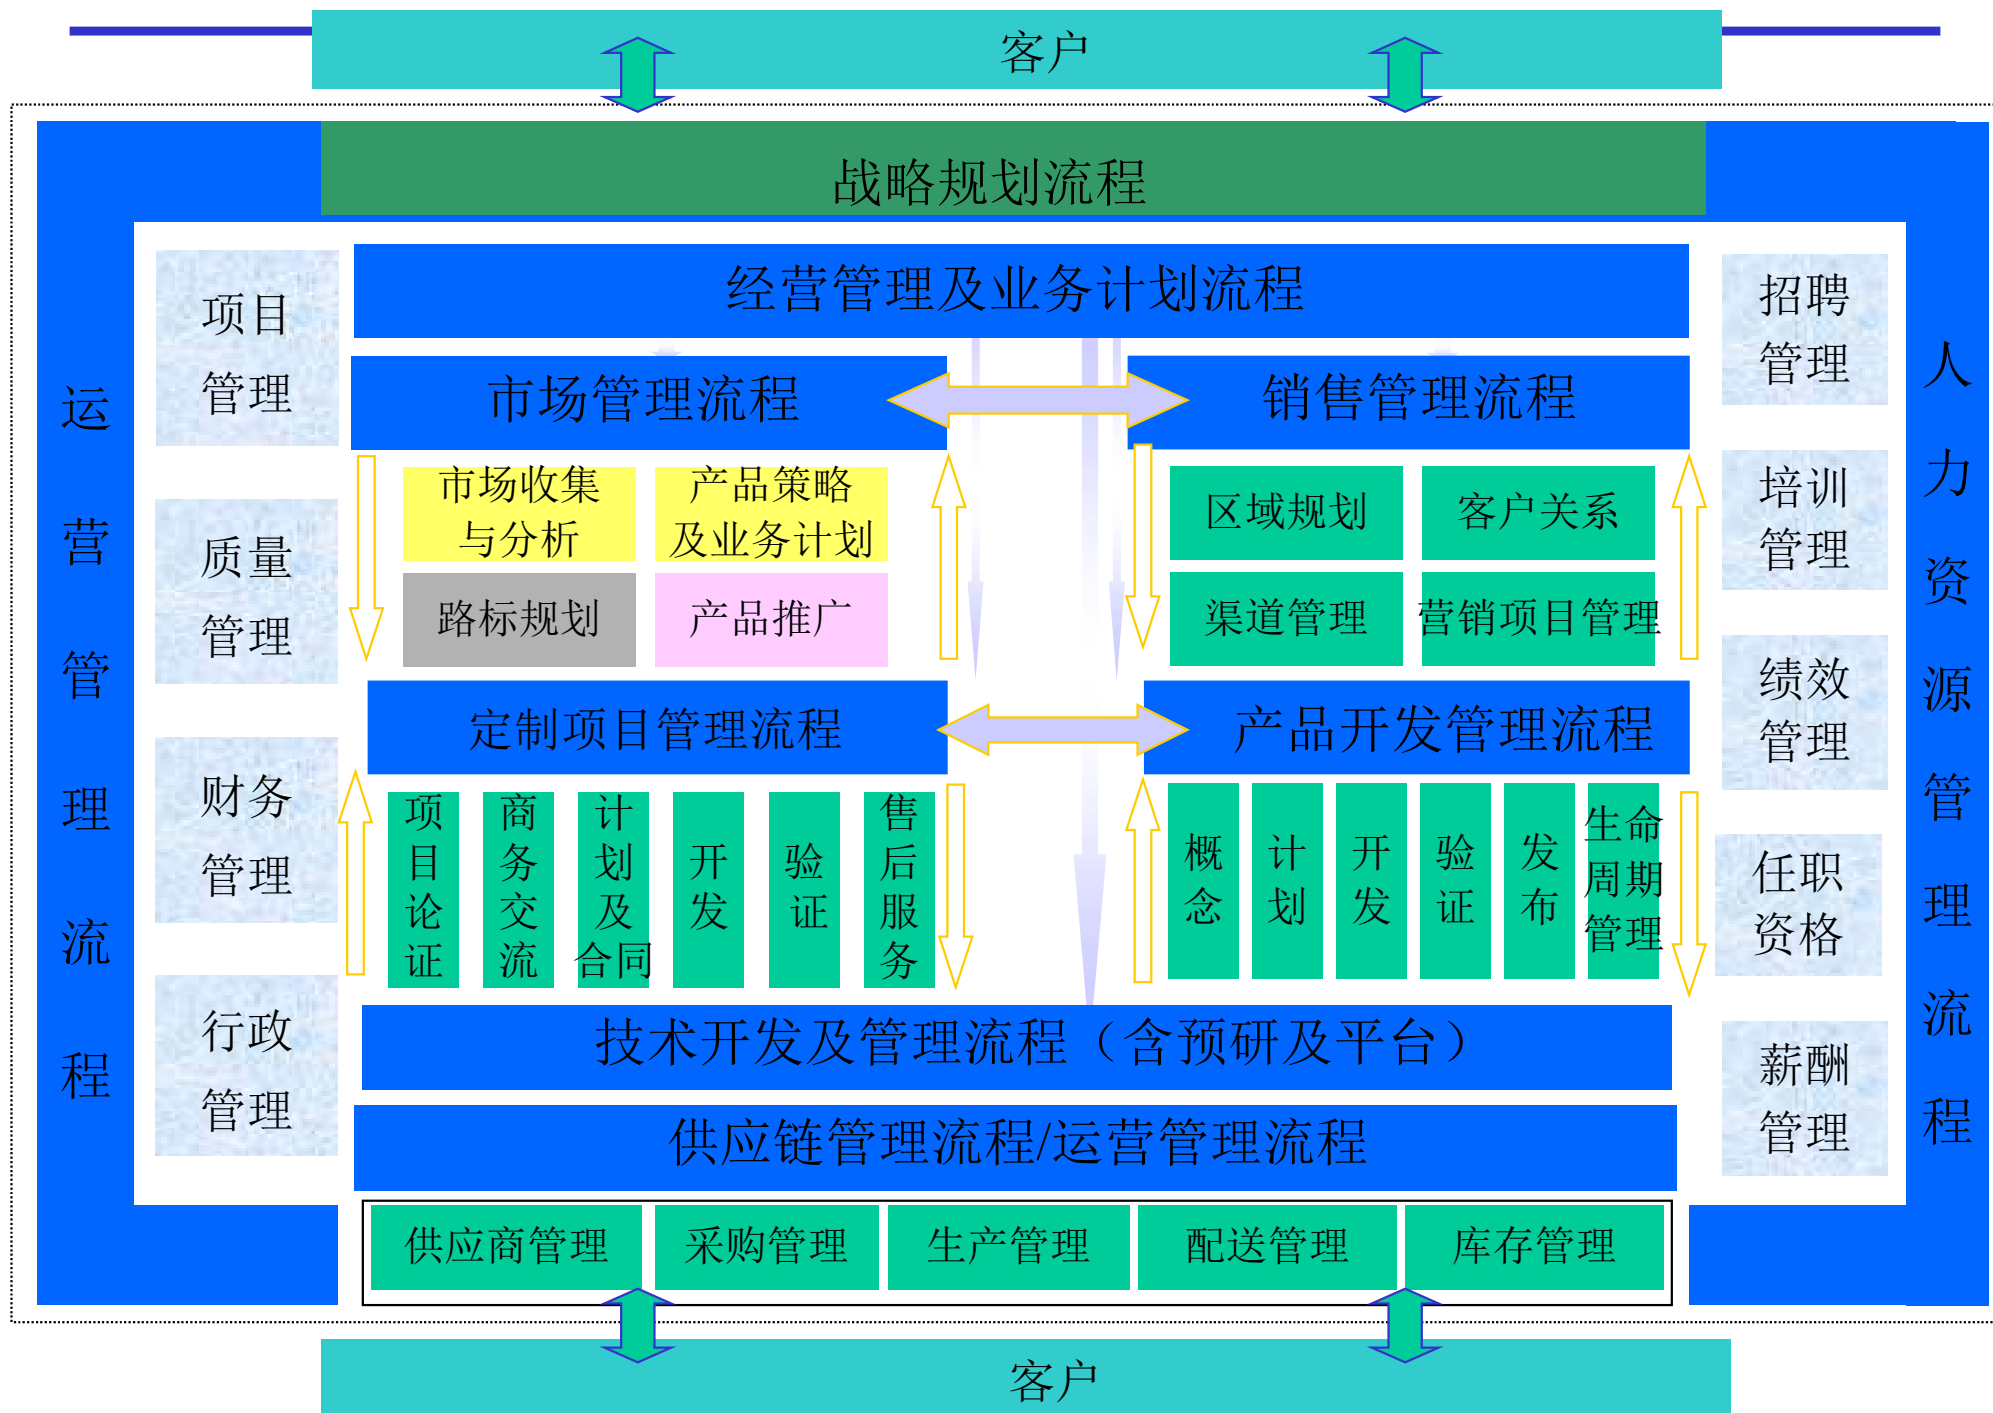 客户
战略规划流程
运营管理流程
项目
管理
质量
管理
财务
管理
行政
管理
经营管理及业务计划流程
市场管理流程
销售管理流程
市场收集
与分析
产品策略
及业务计划
路标规划
产品推广
区域规划
客户关系
渠道管理
营销项目管理
定制项目管理流程
产品开发管理流程
项目论证
商务交流
计划及合同
开发
验证
售后服务
概念
计划
开发
验证
发布
生命
周期
管理
技术开发及管理流程（含预研及平台）
供应链管理流程/运营管理流程
供应商管理
采购管理
生产管理
配送管理
库存管理
招聘
管理
培训
管理
绩效
管理
任职
资格
薪酬
管理
人力资源管理流程
客户